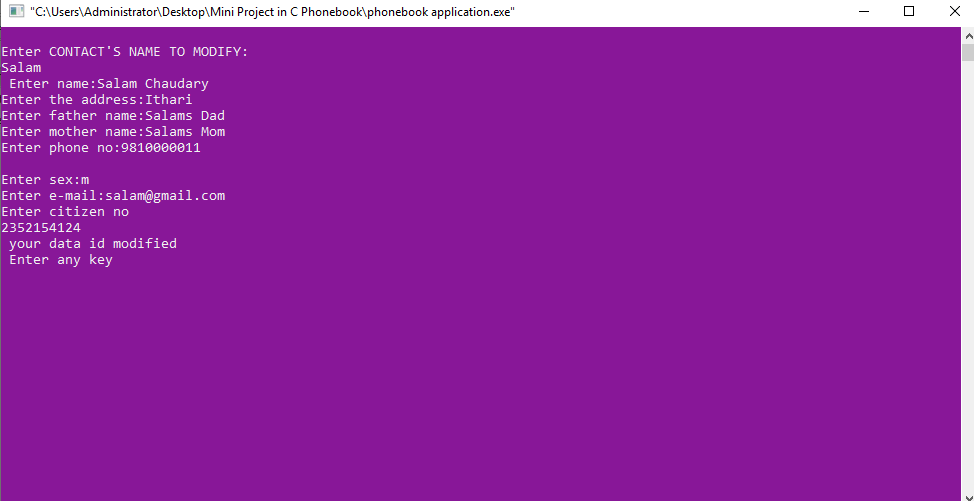 "C:\Users\Administrator\Desktop\Mini Project in C Phonebook\phonebook application.exe"
Enter CONTACT'S NAME TO MODIFY:
Salam
 Enter name:Salam Chaudary
Enter the address:Ithari
Enter father name:Salams Dad
Enter mother name:Salams Mom
Enter phone no:9810000011
Enter sex:m
Enter e-mail:salam@gmail.com
Enter citizen no
2352154124
 your data id modified
 Enter any key